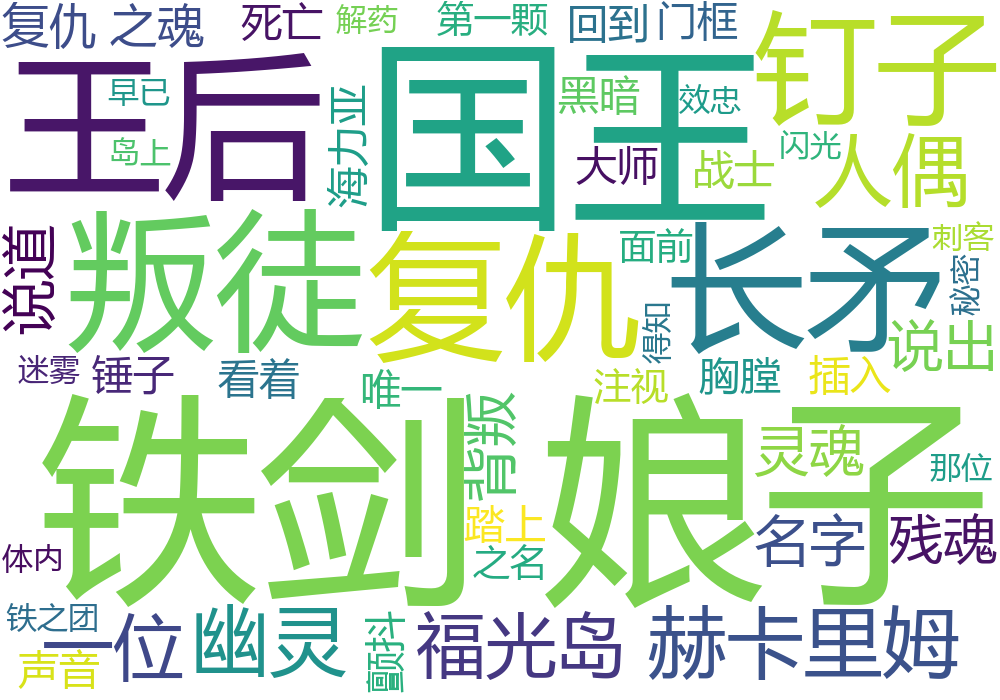 复仇 之魂
死亡
解药
第一颗
回到
门框
钉子
王后
国王
早已
岛上
海力亚
黑暗
效忠
大师
战士
闪光
人偶
说道
叛徒
复仇
面前
长矛
刺客
秘密
得知
说出
迷雾
锤子
看着
唯一
注视
胸膛
插入
铁剑 娘子
背叛
灵魂
那位
踏上
之名
名字
残魂
体内
铁之团
一位
声音
幽灵
颤抖
福光岛
赫卡里姆